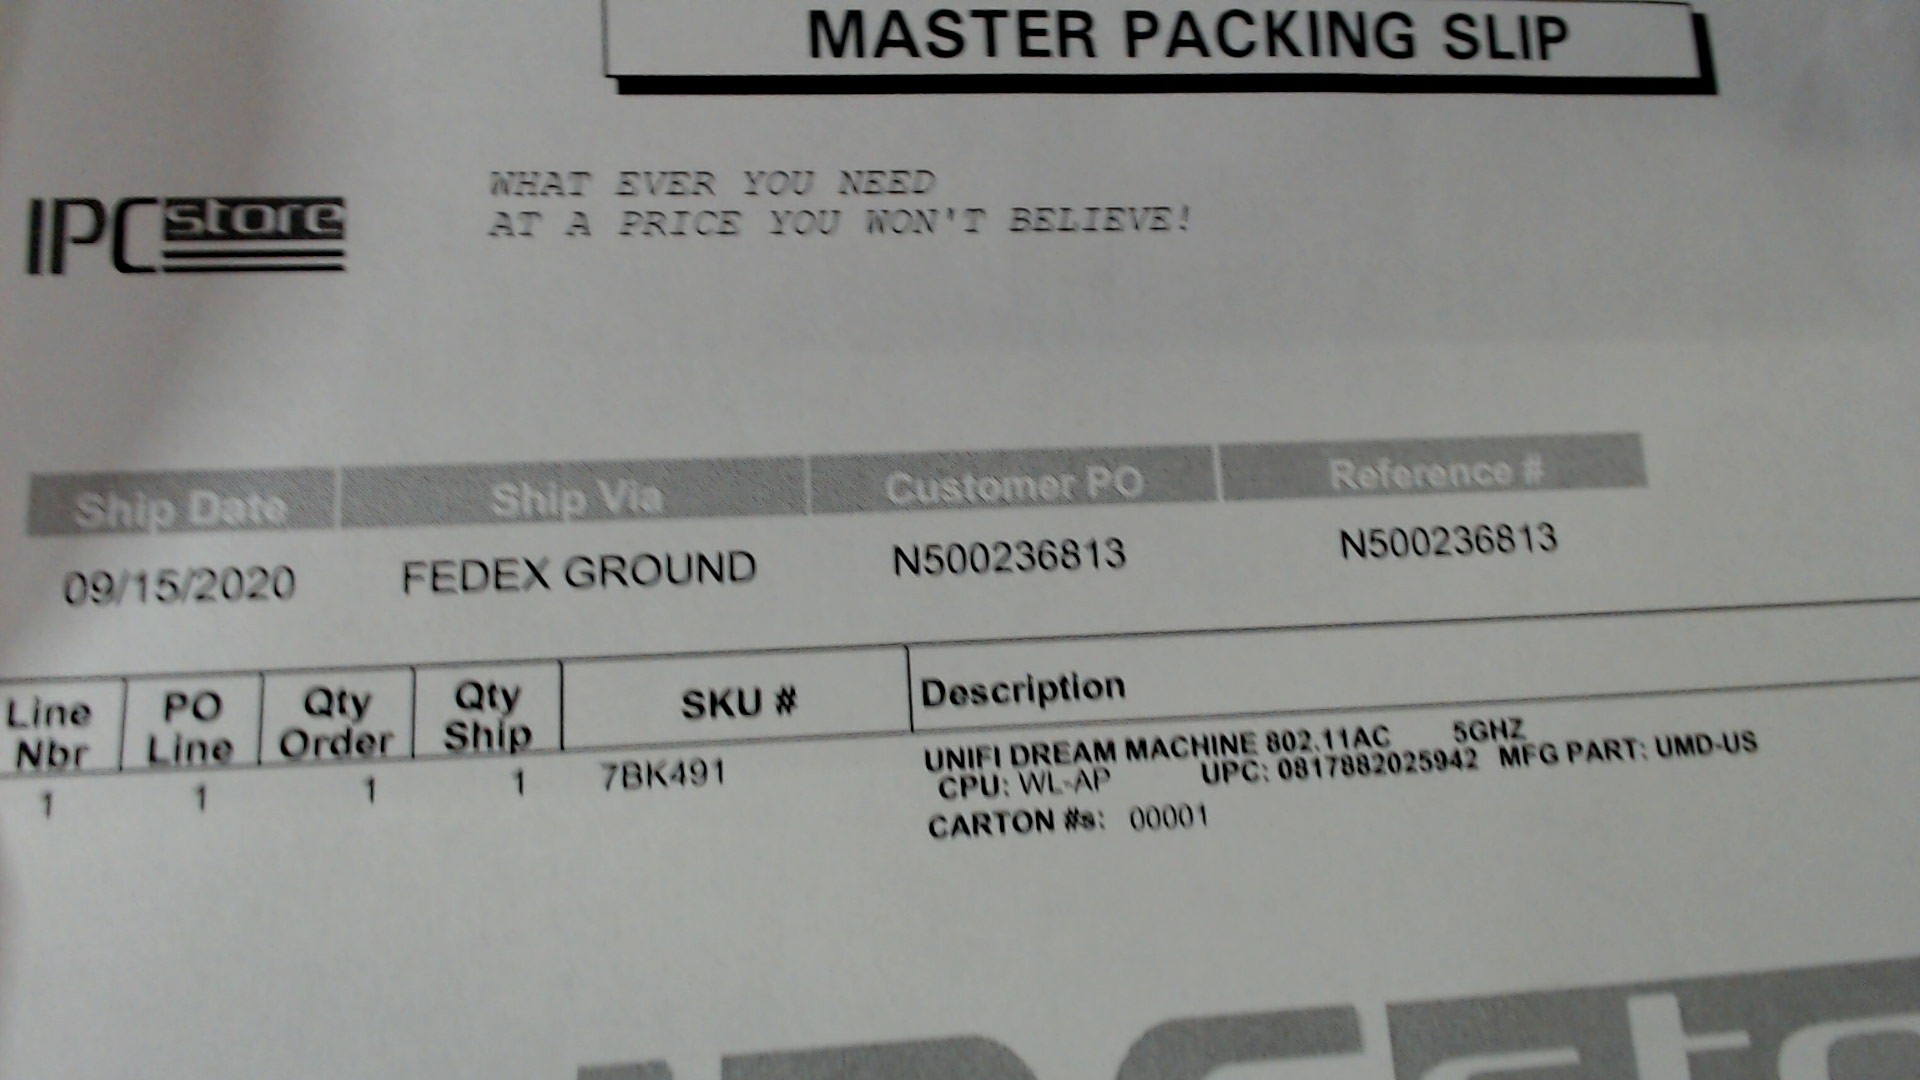 MASTER PACKING SLIP
WHAT EVER YOU NEED
AT A PRICE YOU WON'T BELIEVE!
IPCstore
Ship Date Ship Via Customer PO Reference #
09/15/2020 FEDEX GROUND N500236813 N500236813
Line Nbr PO Line Qty Order Qty Ship SKU # Description
1 1 1 1 7BK491 UNIFI DREAM MACHINE 802.11AC 5GHZ
CPU: WL-AP UPC: 0817882025942 MFG PART: UMD-US
CARTON #s: 00001